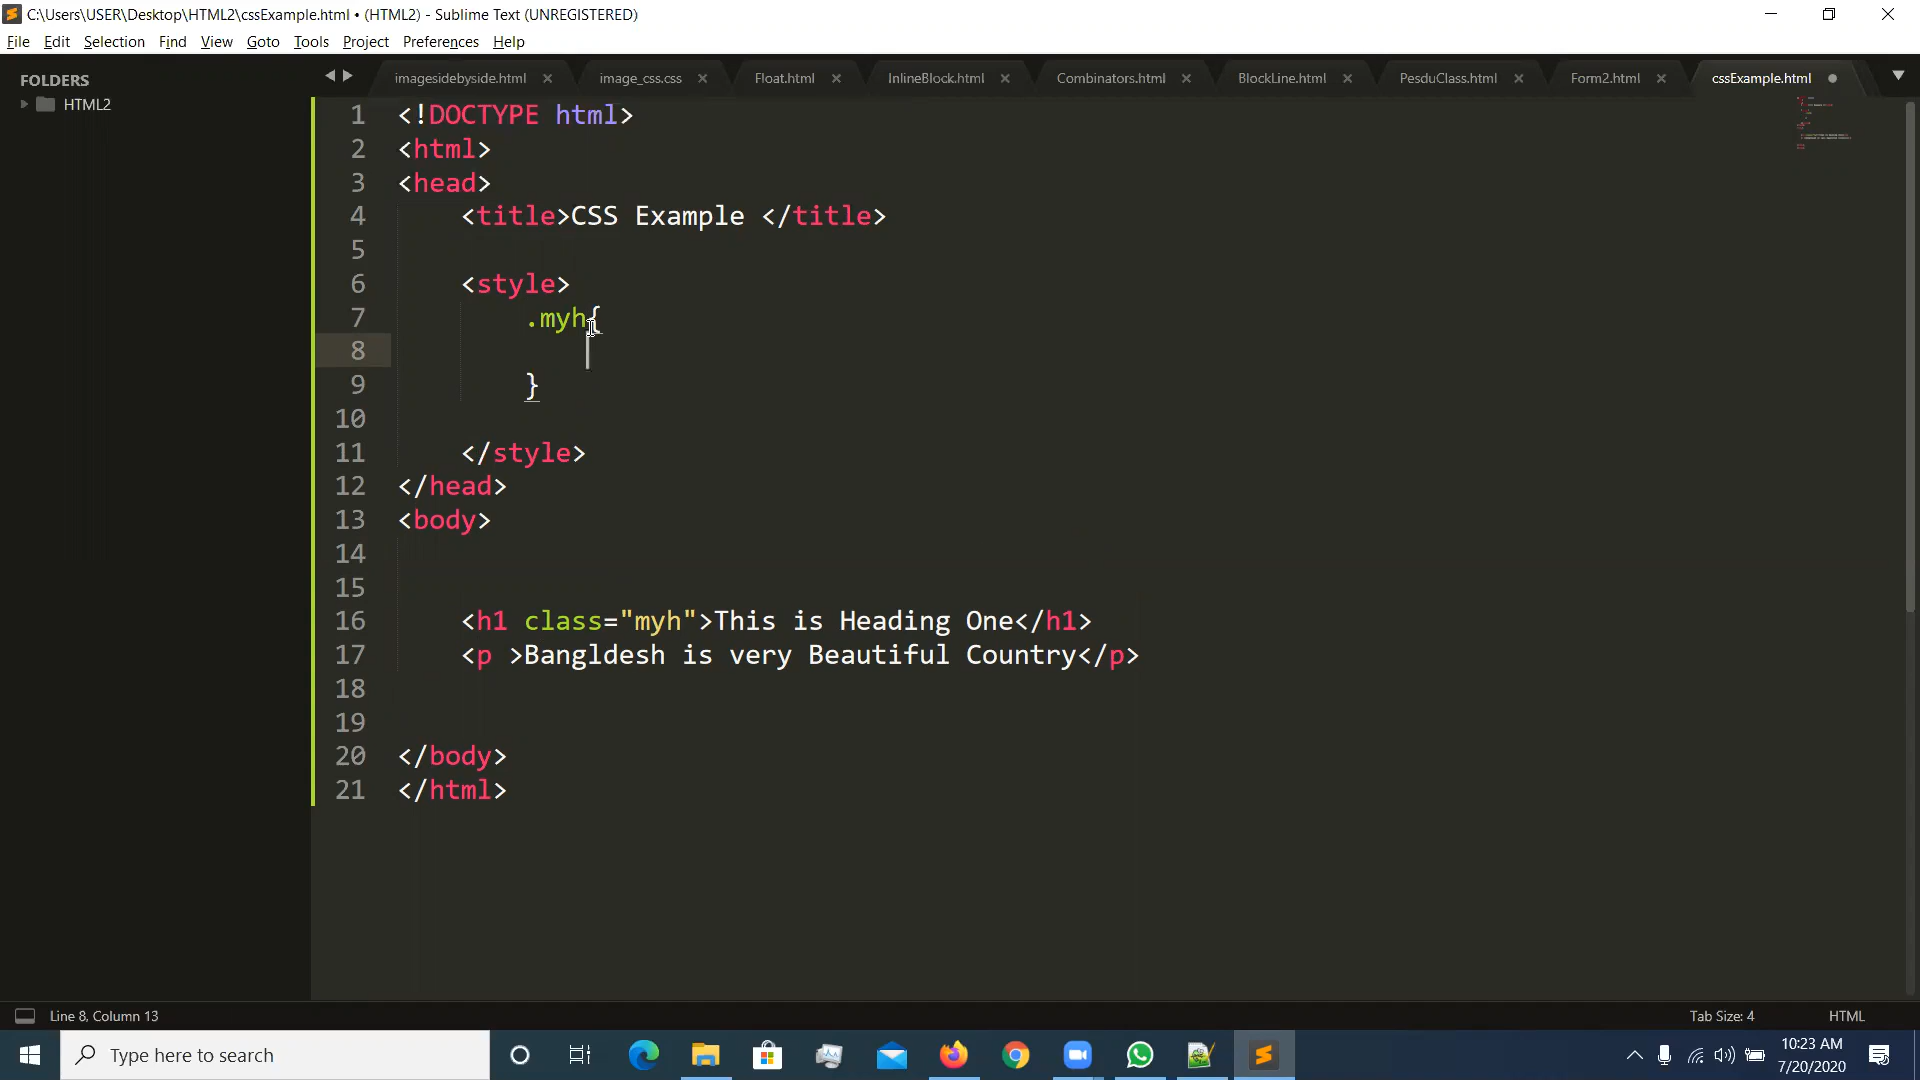 C:\Users\USER\Desktop\HTML2\cssExample.html • (HTML2) - Sublime Text (UNREGISTERED)
File Edit Selection Find View Goto Tools Project Preferences Help
FOLDERS
HTML2
imagesidebyside.html image_css.css Float.html InlineBlock.html Combinators.html BlockLine.html PesduClass.html Form2.html cssExample.html
1 <!DOCTYPE html>
2 <html>
3 <head>
4 <title>CSS Example </title>
5
6 <style>
7 .myh{
8
9 }
10
11 </style>
12 </head>
13 <body>
14
15
16 <h1 class="myh">This is Heading One</h1>
17 <p >Bangldesh is very Beautiful Country</p>
18
19
20 </body>
21 </html>
Line 8, Column 13 Tab Size: 4 HTML
Type here to search
10:23 AM
7/20/2020